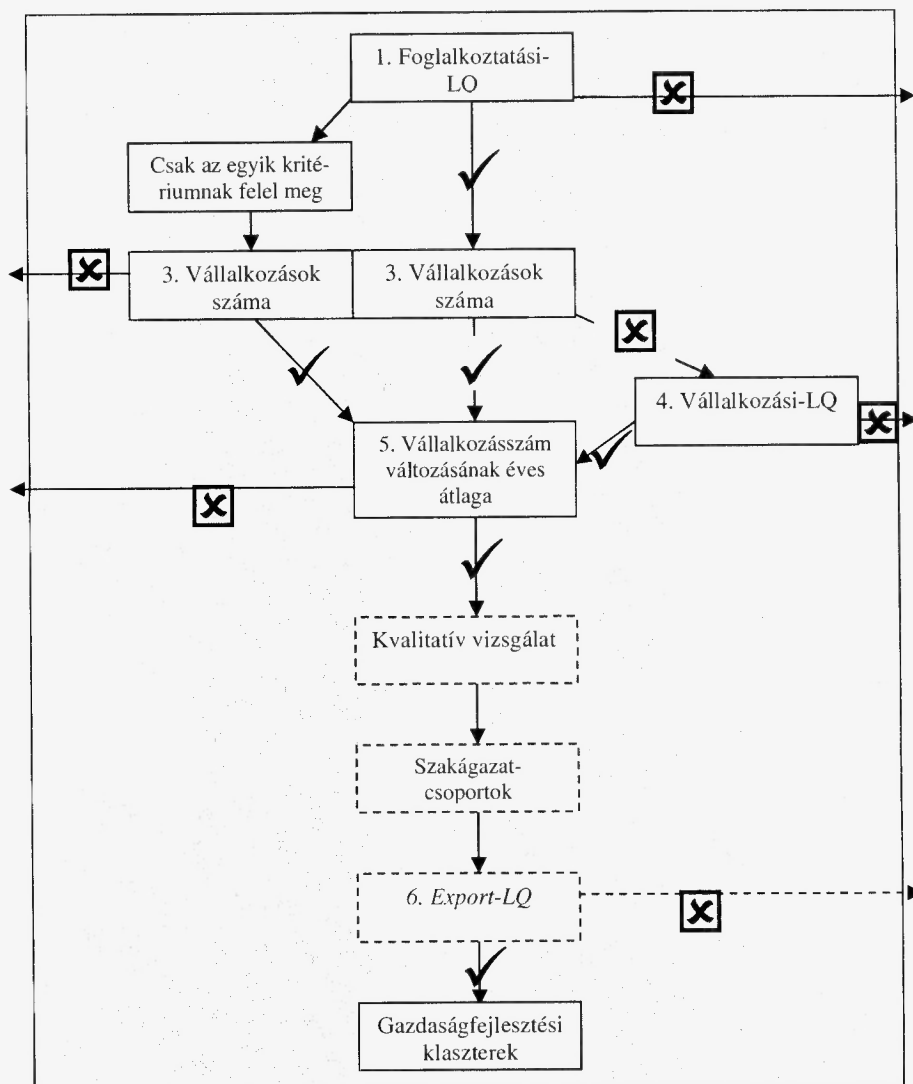 1. Foglalkoztatási-
LQ
Csak az egyik krité-
riumnak felel meg
3. Vállalkozások
száma
3. Vállalkozások
száma
4. Vállalkozási-LQ
5. Vállalkozásszám
változásának éves
átlaga
Kvalitatív vizsgálat
Szakágazat-
csoportok
6. Export-LQ
Gazdaságfejlesztési
klaszterek